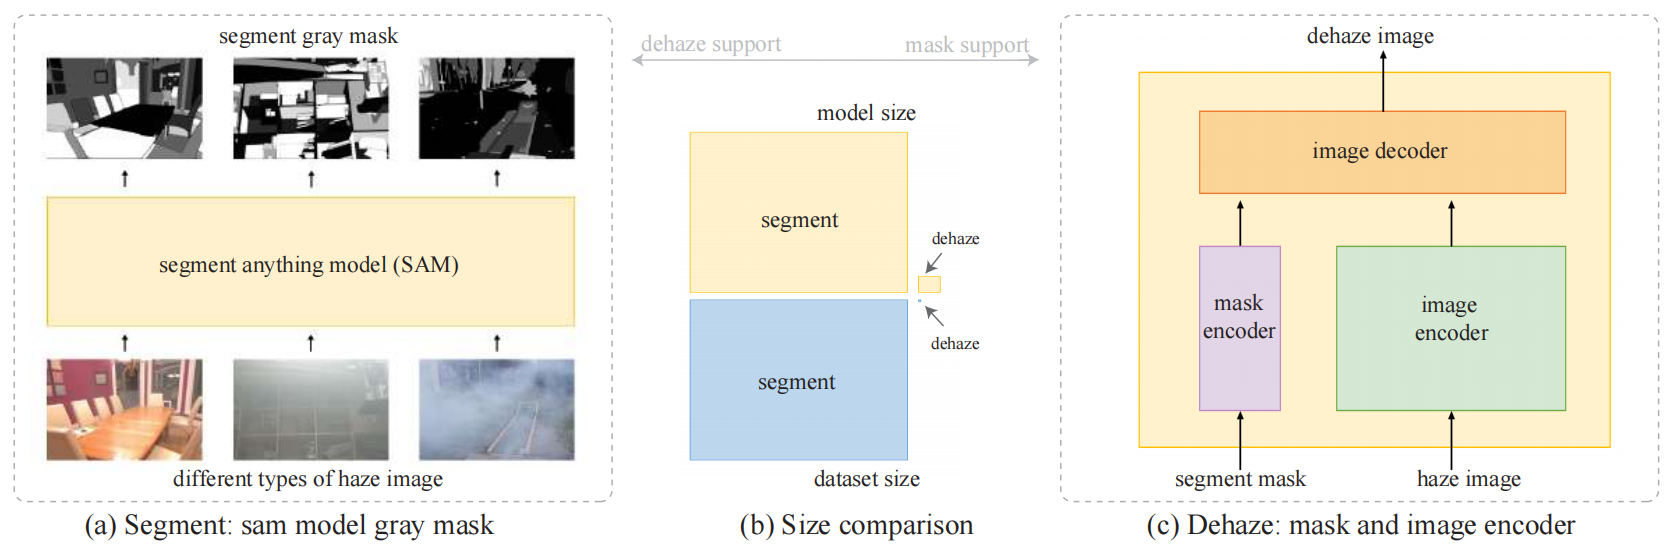 segment gray mask
segment anything model (SAM)
different types of haze image
(a) Segment: sam model gray mask
dehaze support
mask support
model size
segment
dehaze
dehaze
segment
dataset size
(b) Size comparison
dehaze image
image decoder
mask
encoder
image
encoder
segment mask
haze image
(c) Dehaze: mask and image encoder